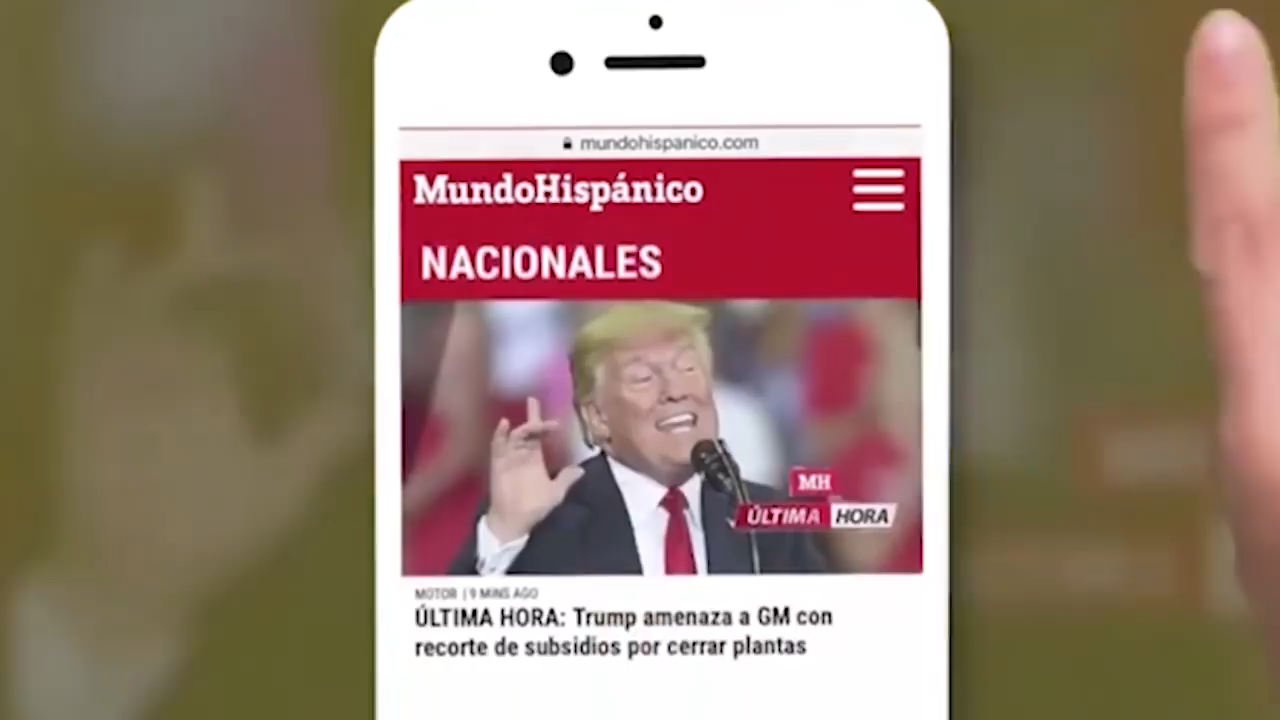 mundohispanico.com
MundoHispánico
NACIONALES
MH
ÚLTIMA HORA
MOTOR | 9 MINS AGO
ÚLTIMA HORA: Trump amenaza a GM con
recorte de subsidios por cerrar plantas